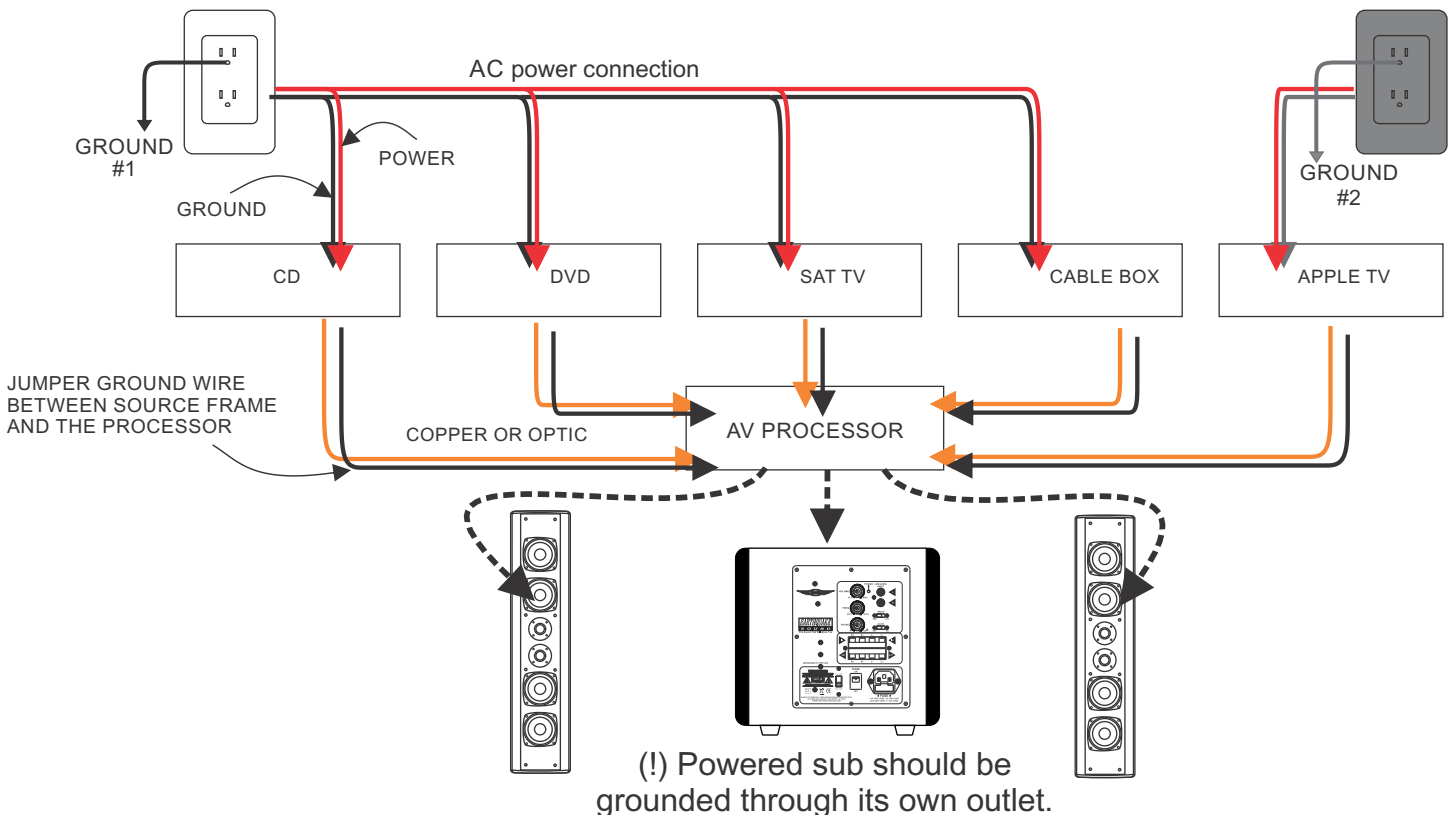 AC power connection
GROUND
#1
POWER
GROUND
GROUND
#2
CD
DVD
SAT TV
CABLE BOX
APPLE TV
JUMPER GROUND WIRE
BETWEEN SOURCE FRAME
AND THE PROCESSOR
COPPER OR OPTIC
AV PROCESSOR
(!) Powered sub should be
grounded through its own outlet.